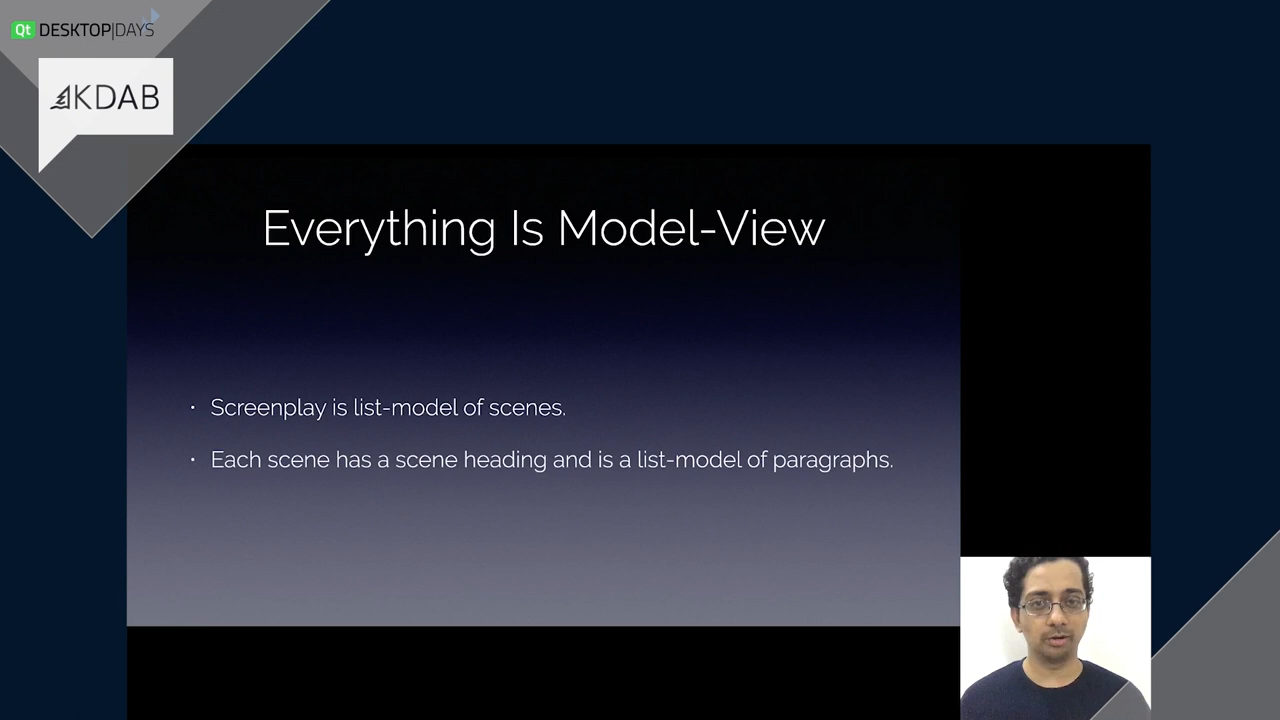 Qt DESKTOP|DAYS
KDAB
Everything Is Model-View
• Screenplay is list-model of scenes.
• Each scene has a scene heading and is a list-model of paragraphs.